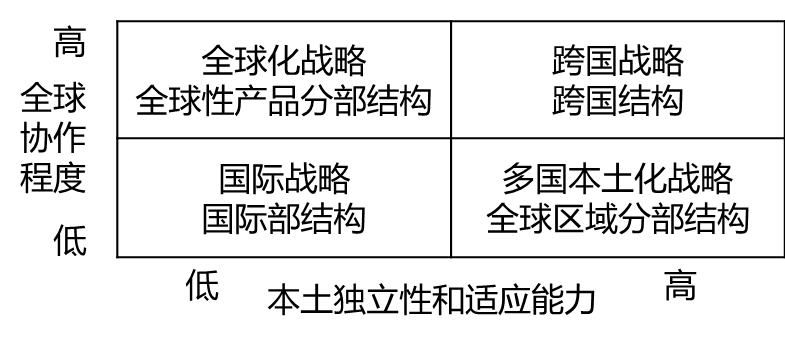 高
全球
协作
程度
低
全球化战略
全球性产品分部结构
跨国战略
跨国结构
国际战略
国际部结构
多国本土化战略
全球区域分部结构
低
本土独立性和适应能力
高